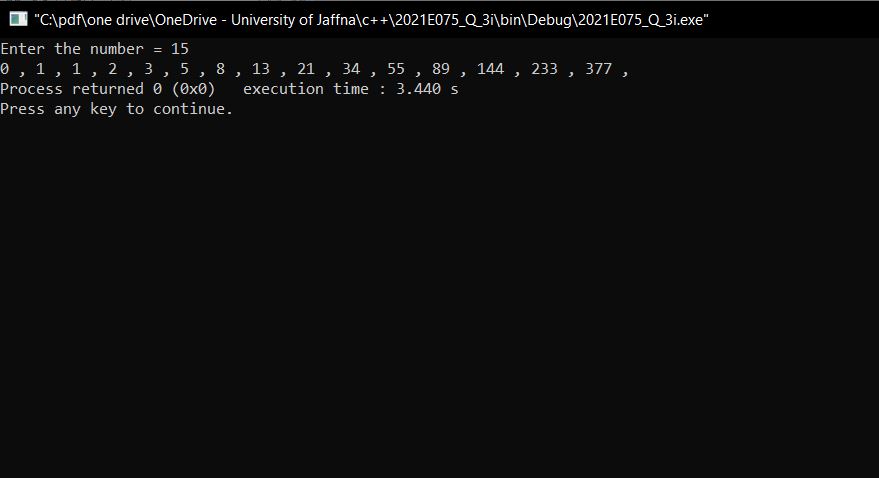 "C:\pdf\one drive\OneDrive - University of Jaffna\c++\2021E075_Q_3i\bin\Debug\2021E075_Q_3i.exe"
Enter the number = 15
0 , 1 , 1 , 2 , 3 , 5 , 8 , 13 , 21 , 34 , 55 , 89 , 144 , 233 , 377 ,
Process returned 0 (0x0)   execution time : 3.440 s
Press any key to continue.